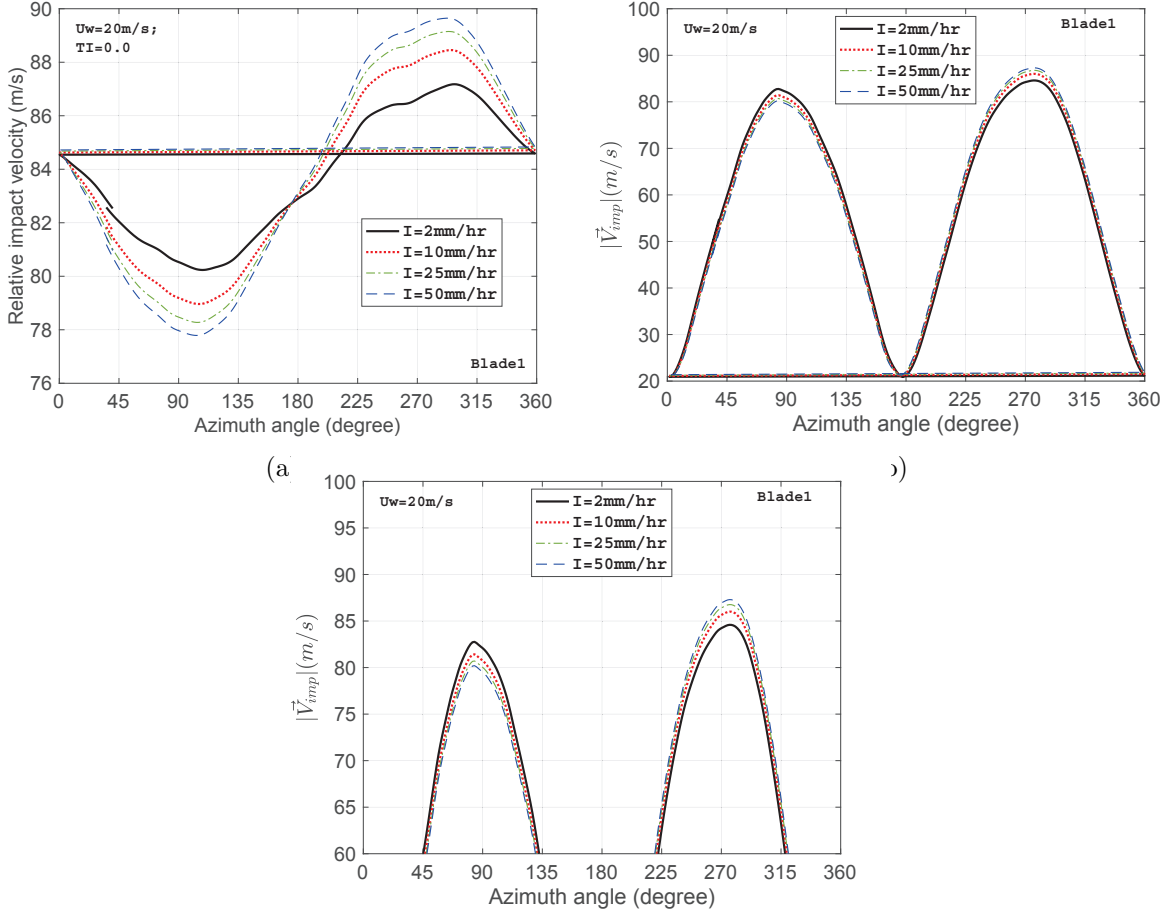 Uw=20m/s;
TI=0.0
I=2mm/hr
I=10mm/hr
I=25mm/hr
I=50mm/hr
Blade1
90
88
86
84
82
80
78
76
Relative impact velocity (m/s)
0 45 90 135 180 225 270 315 360
Azimuth angle (degree)
(a
Uw=20m/s
Blade1
I=2mm/hr
I=10mm/hr
I=25mm/hr
I=50mm/hr
100
90
80
70
60
50
40
30
20
|V⃗imp|(m/s)
0 45 90 135 180 225 270 315 360
Azimuth angle (degree)
)
Uw=20m/s
Blade1
I=2mm/hr
I=10mm/hr
I=25mm/hr
I=50mm/hr
100
95
90
85
80
75
70
65
60
|V⃗imp|(m/s)
0 45 90 135 180 225 270 315 360
Azimuth angle (degree)